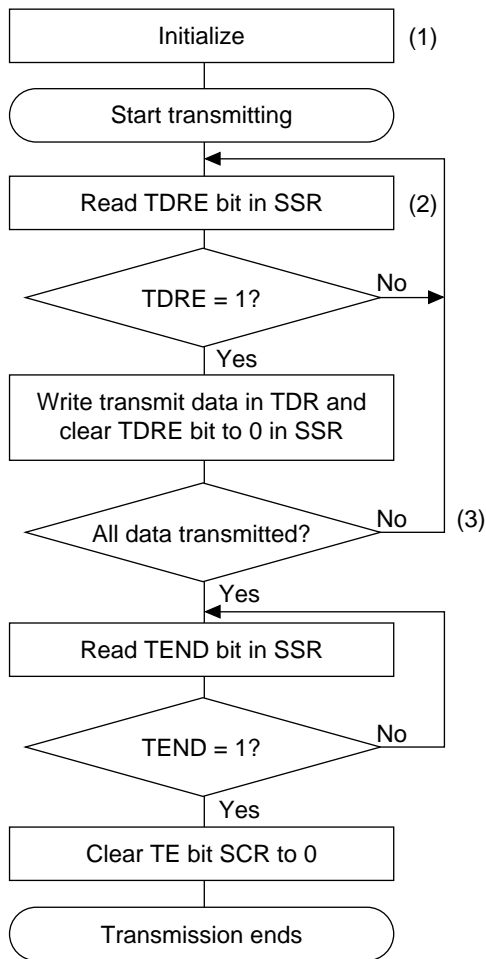 Initialize
(1)
Start transmitting
Read TDRE bit in SSR
(2)
TDRE = 1?
No
Yes
Write transmit data in TDR and
clear TDRE bit to 0 in SSR
All data transmitted?
No
(3)
Yes
Read TEND bit in SSR
TEND = 1?
No
Yes
Clear TE bit SCR to 0
Transmission ends